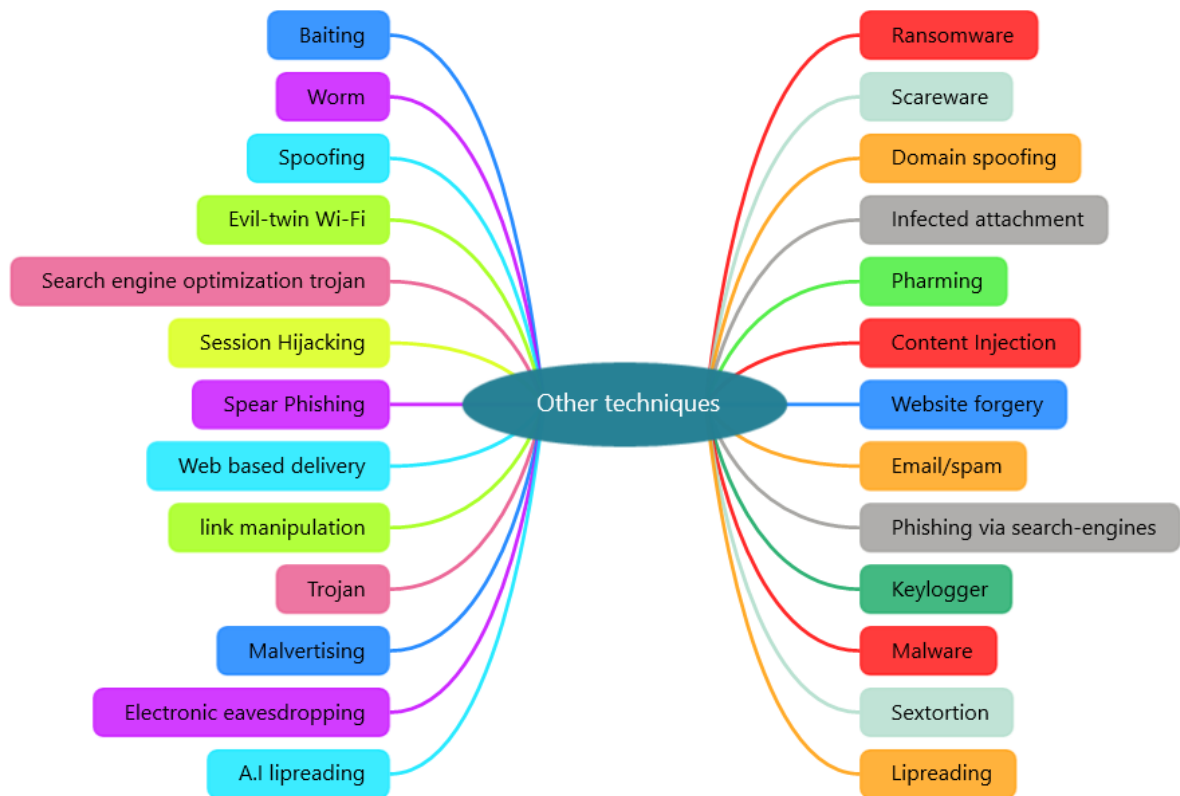 Baiting
Worm
Spoofing
Evil-twin Wi-Fi
Search engine optimization trojan
Session Hijacking
Spear Phishing
Web based delivery
link manipulation
Trojan
Malvertising
Electronic eavesdropping
A.I lipreading
Other techniques
Ransomware
Scareware
Domain spoofing
Infected attachment
Pharming
Content Injection
Website forgery
Email/spam
Phishing via search-engines
Keylogger
Malware
Sextortion
Lipreading